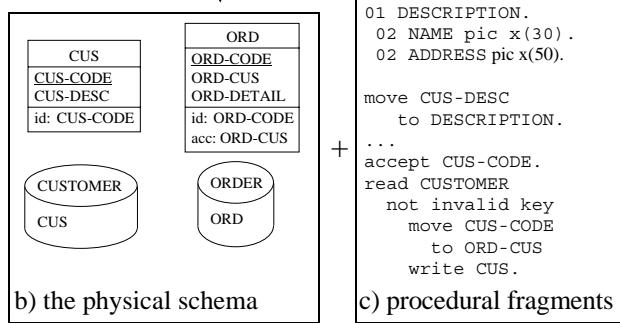 CUS
CUS-CODE
CUS-DESC
id: CUS-CODE
ORD
ORD-CODE
ORD-CUS
ORD-DETAIL
id: ORD-CODE
acc: ORD-CUS
CUSTOMER
CUS
ORDER
ORD
b) the physical schema
+
01 DESCRIPTION.
02 NAME pic x(30).
02 ADDRESS pic x(50).
move CUS-DESC
to DESCRIPTION.
...
accept CUS-CODE.
read CUSTOMER
not invalid key
move CUS-CODE
to ORD-CUS
write CUS.
c) procedural fragments